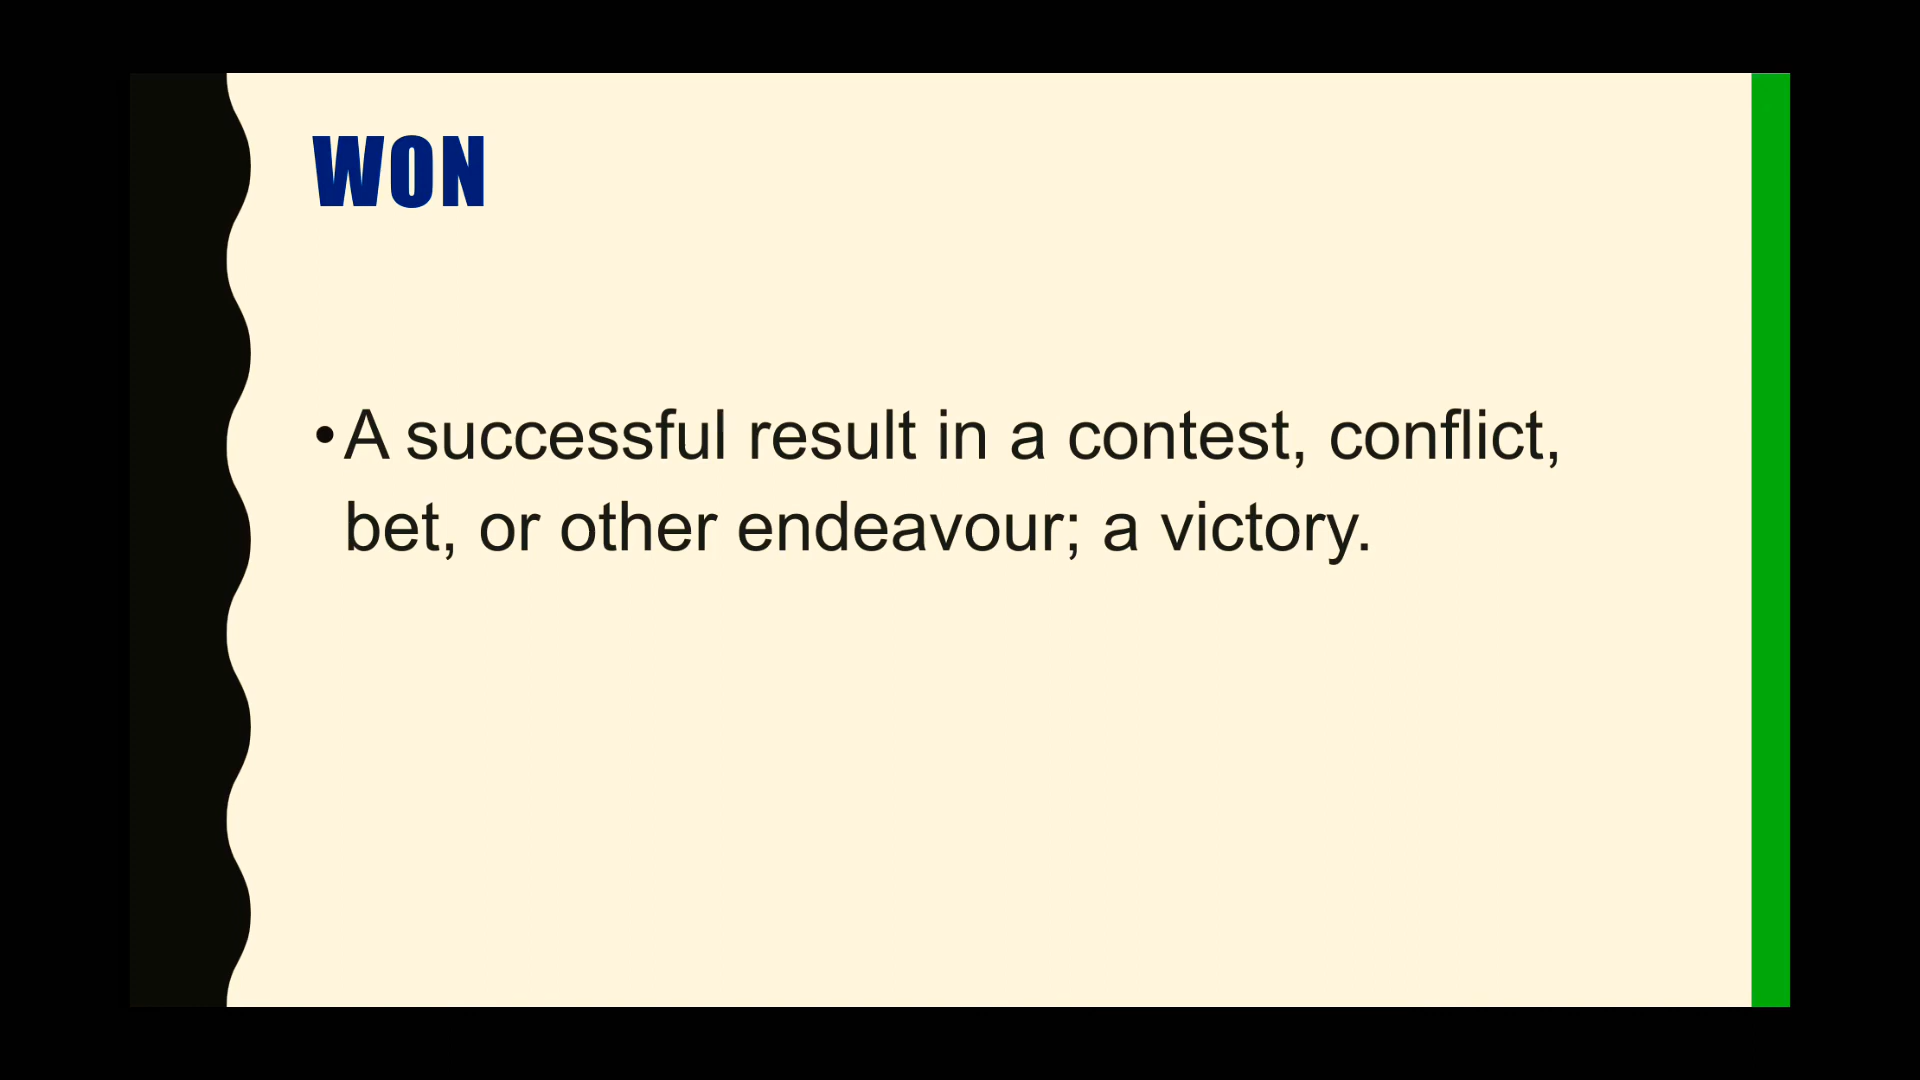 WON
•A successful result in a contest, conflict,
bet, or other endeavour; a victory.